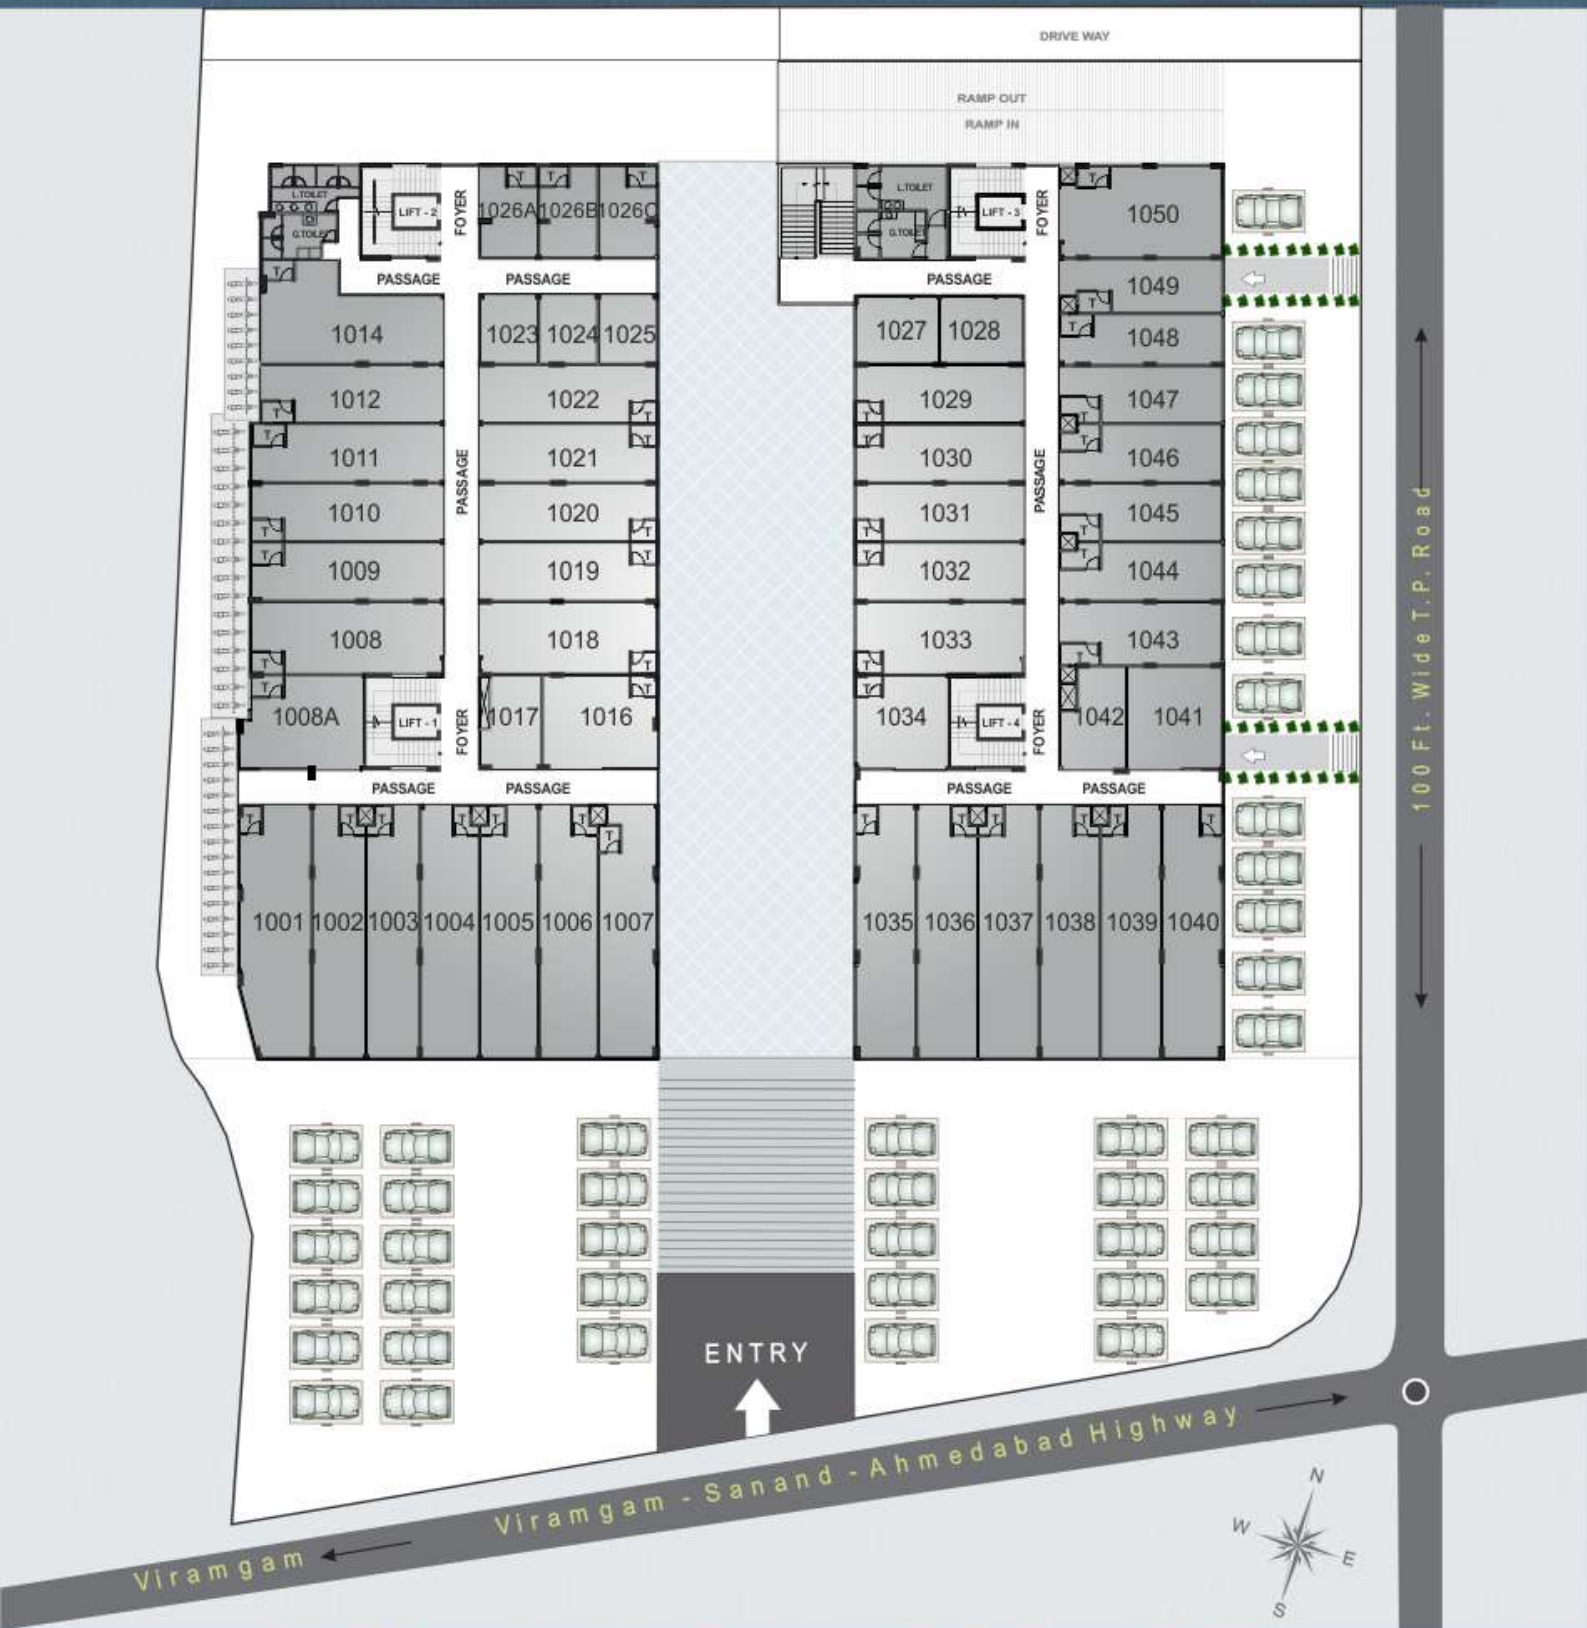 DRIVE WAY
RAMP OUT
RAMP IN
L.TOILET
G.TOILET
LIFT - 2
FOYER
T
T
T
1026A
1026B
1026C
L.TOILET
G.TOILET
LIFT - 3
FOYER
T
1050
PASSAGE
PASSAGE
PASSAGE
T
1014
1023
1024
1025
1027
1028
T
1049
T
1048
T
1012
1022
T
T
1029
T
1047
T
1011
PASSAGE
1021
T
T
1030
PASSAGE
T
1046
T
1010
1020
T
T
1031
T
1045
T
1009
1019
T
T
1032
T
1044
T
1008
1018
T
T
1033
T
1043
T
1008A
LIFT - 1
FOYER
1017
1016
T
T
1034
LIFT - 4
FOYER
1042
1041
PASSAGE
PASSAGE
PASSAGE
PASSAGE
T
T
T
T
T
T
T
T
T
T
T
T
T
1001
1002
1003
1004
1005
1006
1007
1035
1036
1037
1038
1039
1040
100 Ft. Wide T.P. Road
ENTRY
Viramgam - Sanand - Ahmedabad Highway
Viramgam
N
W
E
S